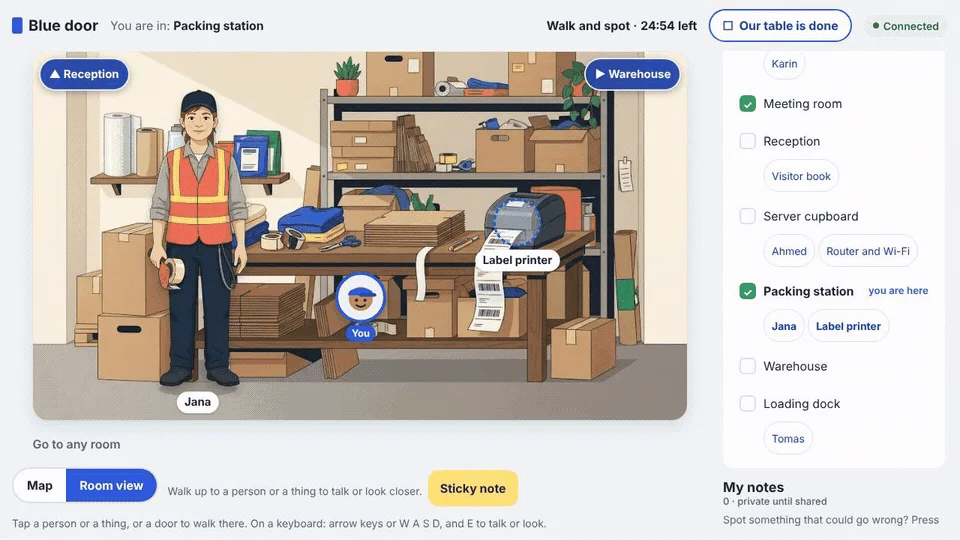 Blue door
You are in: Packing station
Walk and spot · 24:54 left
Our table is done
Connected
Reception
Warehouse
Label printer
You
Jana
Karin
Meeting room
Reception
Visitor book
Server cupboard
Ahmed
Router and Wi-Fi
Packing station
you are here
Jana
Label printer
Warehouse
Loading dock
Tomas
Go to any room
Map
Room view
Walk up to a person or a thing to talk or look closer.
Sticky note
My notes
0 · private until shared
Spot something that could go wrong? Press
Tap a person or a thing, or a door to walk there. On a keyboard: arrow keys or W A S D, and E to talk or look.